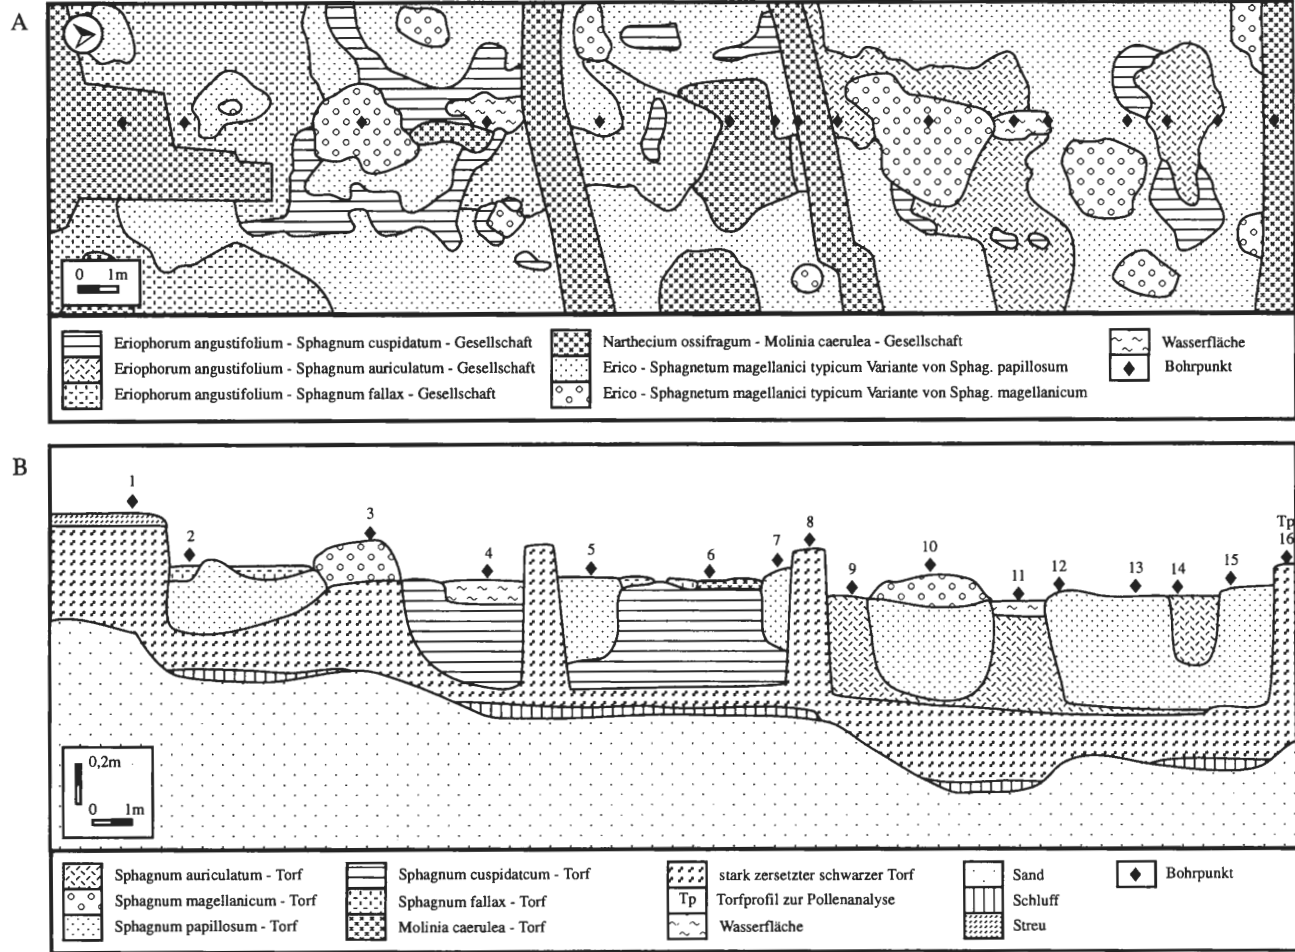 A
0 1m
Eriophorum angustifolium - Sphagnum cuspidatum - Gesellschaft
Eriophorum angustifolium - Sphagnum auriculatum - Gesellschaft
Eriophorum angustifolium - Sphagnum fallax - Gesellschaft
Narthecium ossifragum - Molinia caerulea - Gesellschaft
Erico - Sphagnetum magellanici typicum Variante von Sphag. papillosum
Erico - Sphagnetum magellanici typicum Variante von Sphag. magellanicum
Wasserfläche
Bohrpunkt
B
1
2
3
4
5
6
7
8
9
10
11
12
13
14
15
Tp
16
0,2m
0 1m
Sphagnum auriculatum - Torf
Sphagnum magellanicum - Torf
Sphagnum papillosum - Torf
Sphagnum cuspidatcum - Torf
Sphagnum fallax - Torf
Molinia caerulea - Torf
stark zersetzter schwarzer Torf
Tp Torfprofil zur Pollenanalyse
Wasserfläche
Sand
Schluff
Streu
Bohrpunkt